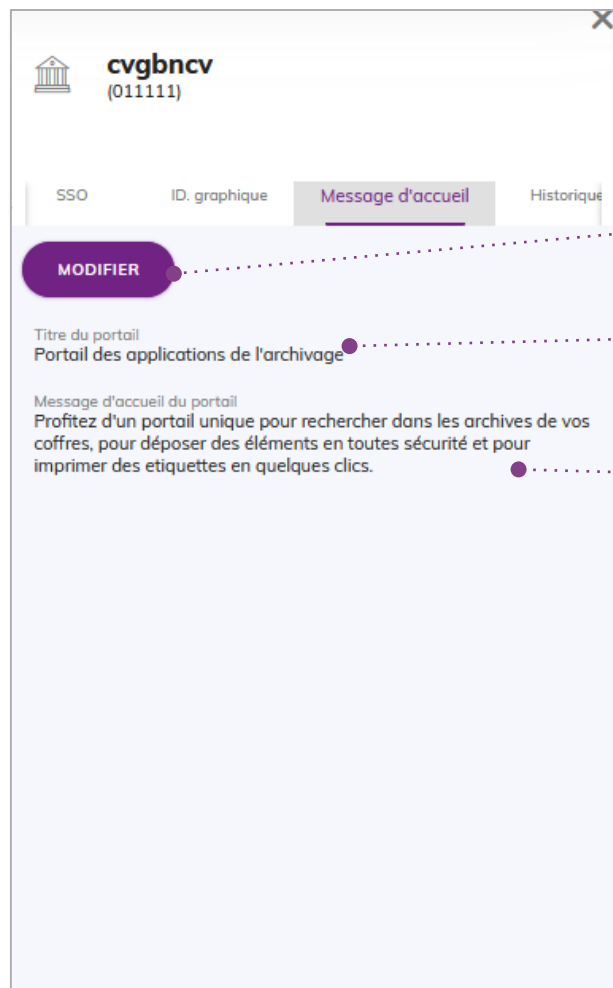 cvgbncv
(011111)
SSO
ID. graphique
Message d'accueil
Historique
MODIFIER
Titre du portail
Portail des applications de l'archivage
Message d'accueil du portail
Profitez d'un portail unique pour rechercher dans les archives de vos
coffres, pour déposer des éléments en toutes sécurité et pour
imprimer des etiquettes en quelques clics.